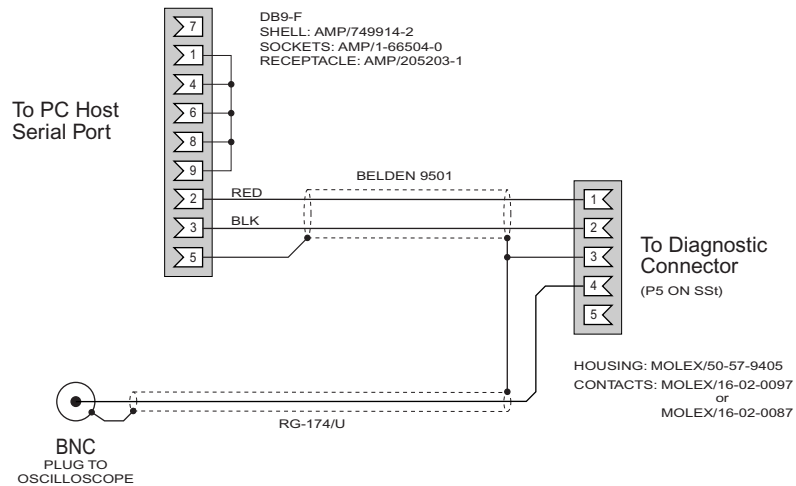 DB9-F
SHELL: AMP/749914-2
SOCKETS: AMP/1-66504-0
RECEPTACLE: AMP/205203-1
7
1
4
6
8
9
2
3
5
To PC Host
Serial Port
RED
BLK
BELDEN 9501
1
2
3
4
5
To Diagnostic
Connector
(P5 ON SSt)
HOUSING: MOLEX/50-57-9405
CONTACTS: MOLEX/16-02-0097
or
MOLEX/16-02-0087
RG-174/U
BNC
PLUG TO
OSCILLOSCOPE